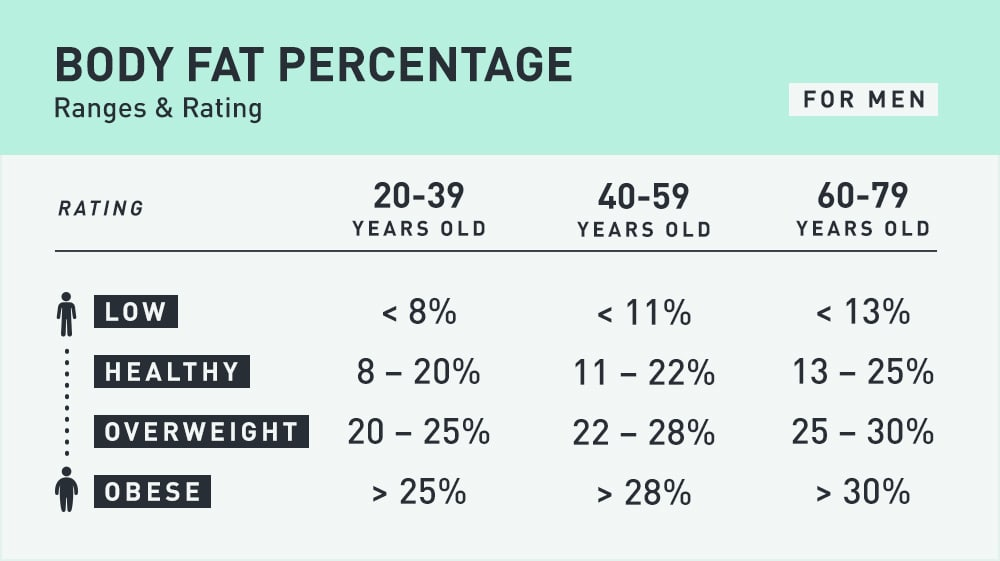 BODY FAT PERCENTAGE
Ranges & Rating
FOR MEN
RATING 20-39 YEARS OLD 40-59 YEARS OLD 60-79 YEARS OLD
LOW < 8% < 11% < 13%
HEALTHY 8 – 20% 11 – 22% 13 – 25%
OVERWEIGHT 20 – 25% 22 – 28% 25 – 30%
OBESE > 25% > 28% > 30%